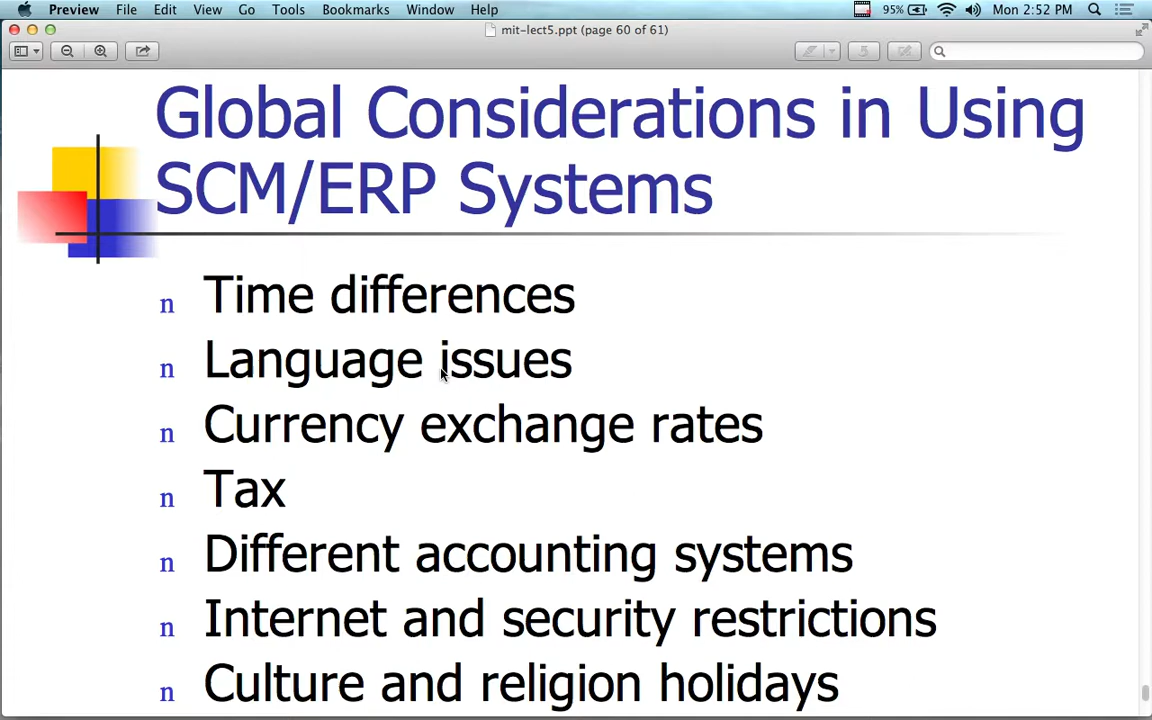 Preview File Edit View Go Tools Bookmarks Window Help 95% Mon 2:52 PM
mit-lect5.ppt (page 60 of 61)
Global Considerations in Using
SCM/ERP Systems
n Time differences
n Language issues
n Currency exchange rates
n Tax
n Different accounting systems
n Internet and security restrictions
n Culture and religion holidays